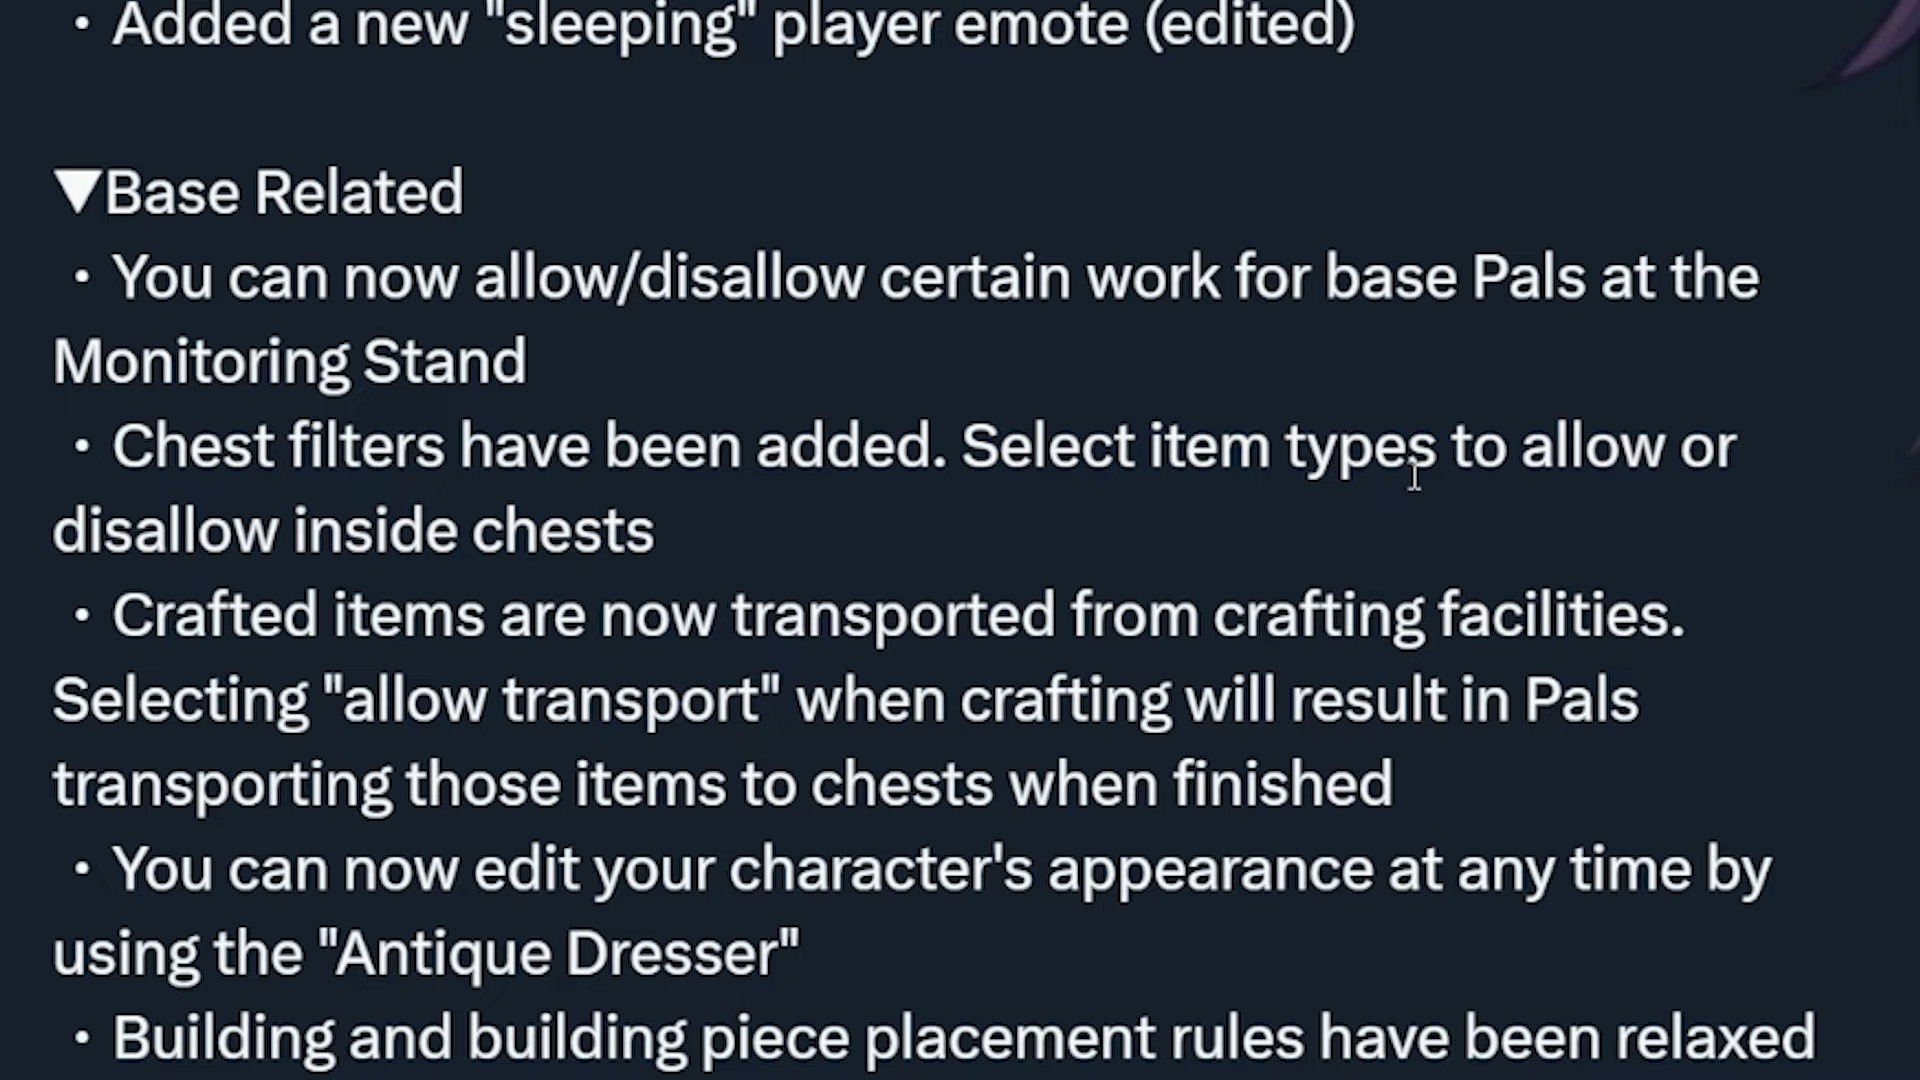 ・Added a new "sleeping" player emote (edited)
▼Base Related
・You can now allow/disallow certain work for base Pals at the
Monitoring Stand
・Chest filters have been added. Select item types to allow or
disallow inside chests
・Crafted items are now transported from crafting facilities.
Selecting "allow transport" when crafting will result in Pals
transporting those items to chests when finished
・You can now edit your character's appearance at any time by
using the "Antique Dresser"
・Building and building piece placement rules have been relaxed